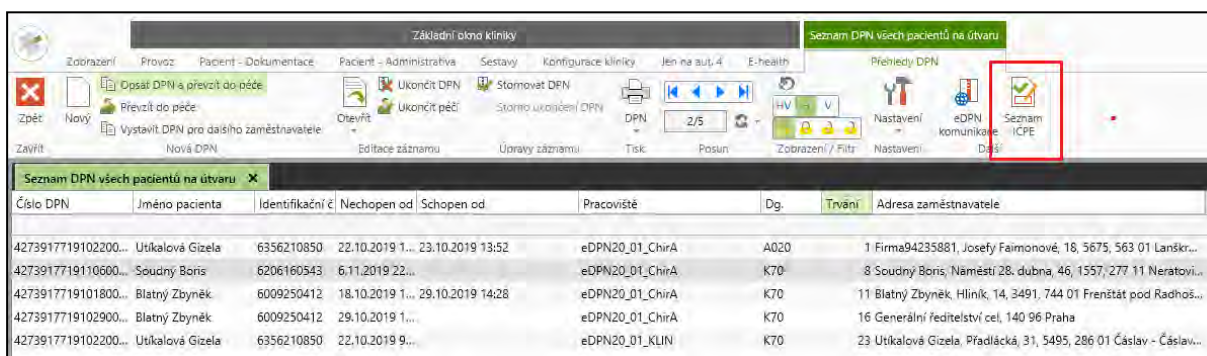 Základní okno kliniky
Seznam DPN všech pacientů na útvaru
Zobrazení Provoz Pacient - Dokumentace Pacient - Administrativa Sestavy Konfigurace kliniky Jen na aut. 4 E-health Přehledy DPN
Zpět
Nový
Opsat DPN a převzít do péče
Převzít do péče
Vystavit DPN pro dalšího zaměstnavatele
Otevřít
Ukončit DPN
Ukončit péči
Stornovat DPN
Storno ukončení DPN
DPN
2/5
HV V
Nastavení
eDPN komunikace
Seznam IČPE
Zavřít Nová DPN Editace záznamu Úpravy záznamu Tisk Posun Zobrazení / Filtr Nastavení Další
Seznam DPN všech pacientů na útvaru X
Číslo DPN Jméno pacienta Identifikační č Nechopen od Schopen od Pracoviště Dg. Trvání Adresa zaměstnavatele
4273917719102200... Utíkalová Gizela 6356210850 22.10.2019 1... 23.10.2019 13:52 eDPN20_01_ChirA A020 1 Firma94235881, Josefy Faimonové, 18, 5675, 563 01 Lanškr...
4273917719110600... Soudný Boris 6206160543 6.11.2019 22... eDPN20_01_ChirA K70 8 Soudný Boris, Náměstí 28. dubna, 46, 1557, 277 11 Neratovi...
4273917719101800... Blatný Zbyněk 6009250412 18.10.2019 1... 29.10.2019 14:28 eDPN20_01_ChirA K70 11 Blatný Zbyněk, Hliník, 14, 3491, 744 01 Frenštát pod Radhoš...
4273917719102900... Blatný Zbyněk 6009250412 29.10.2019 1... eDPN20_01_ChirA K70 16 Generální ředitelství cel, 140 96 Praha
4273917719102200... Utíkalová Gizela 6356210850 22.10.2019 9... eDPN20_01_KLIN K70 23 Utíkalová Gizela, Přadlácká, 31, 5495, 286 01 Čáslav - Čáslav...